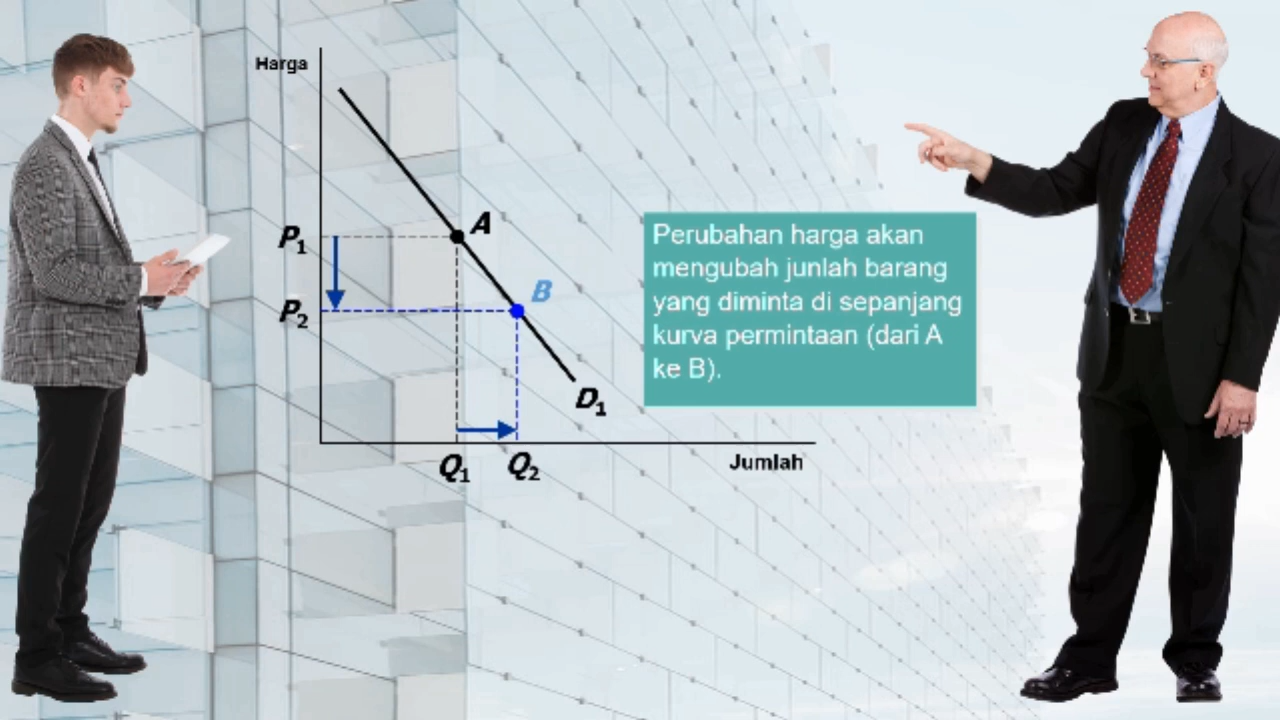 Harga
A
P1
B
P2
D1
Q1 Q2
Jumlah
Perubahan harga akan
mengubah junlah barang
yang diminta di sepanjang
kurva permintaan (dari A
ke B).